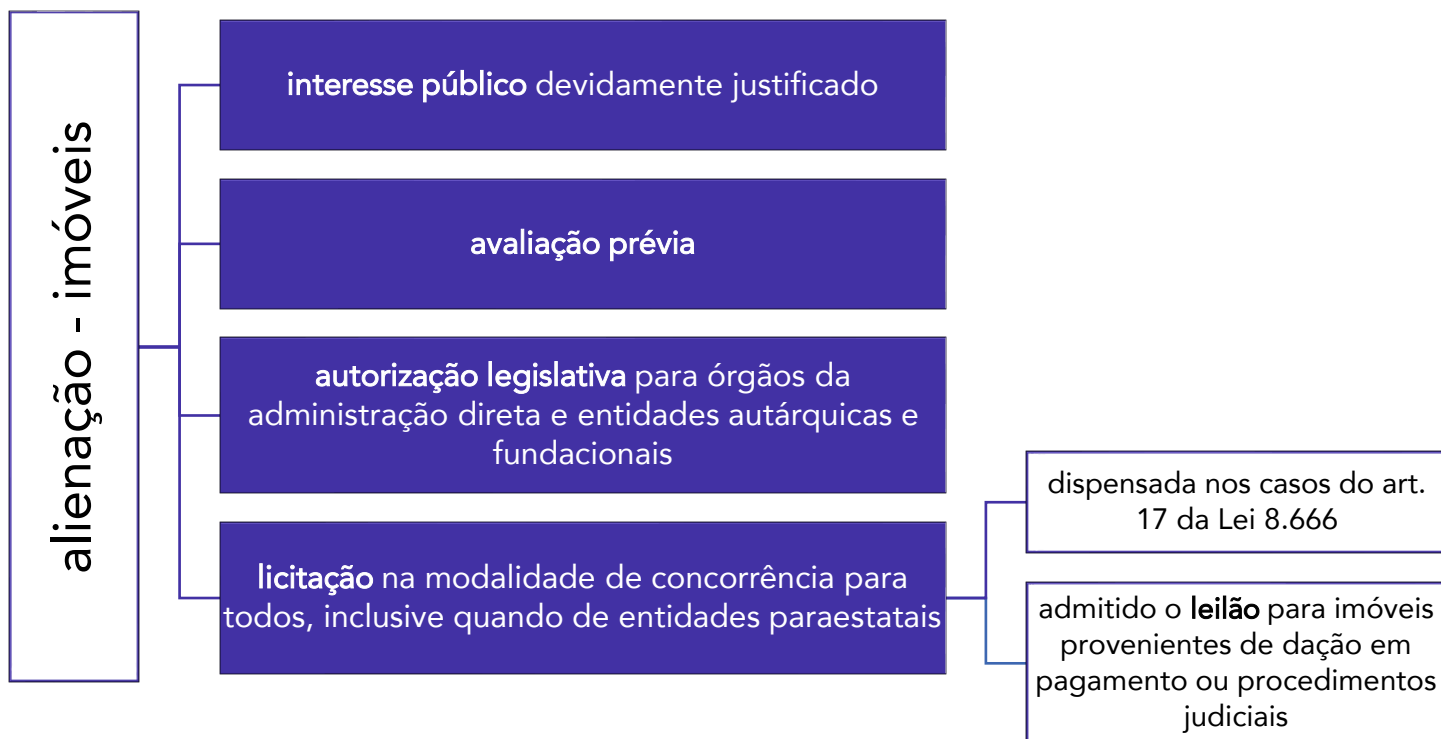 alienação - imóveis
interesse público devidamente justificado
avaliação prévia
autorização legislativa para órgãos da
administração direta e entidades autárquicas e
fundacionais
licitação na modalidade de concorrência para
todos, inclusive quando de entidades paraestatais
dispensada nos casos do art.
17 da Lei 8.666
admitido o leilão para imóveis
provenientes de dação em
pagamento ou procedimentos
judiciais